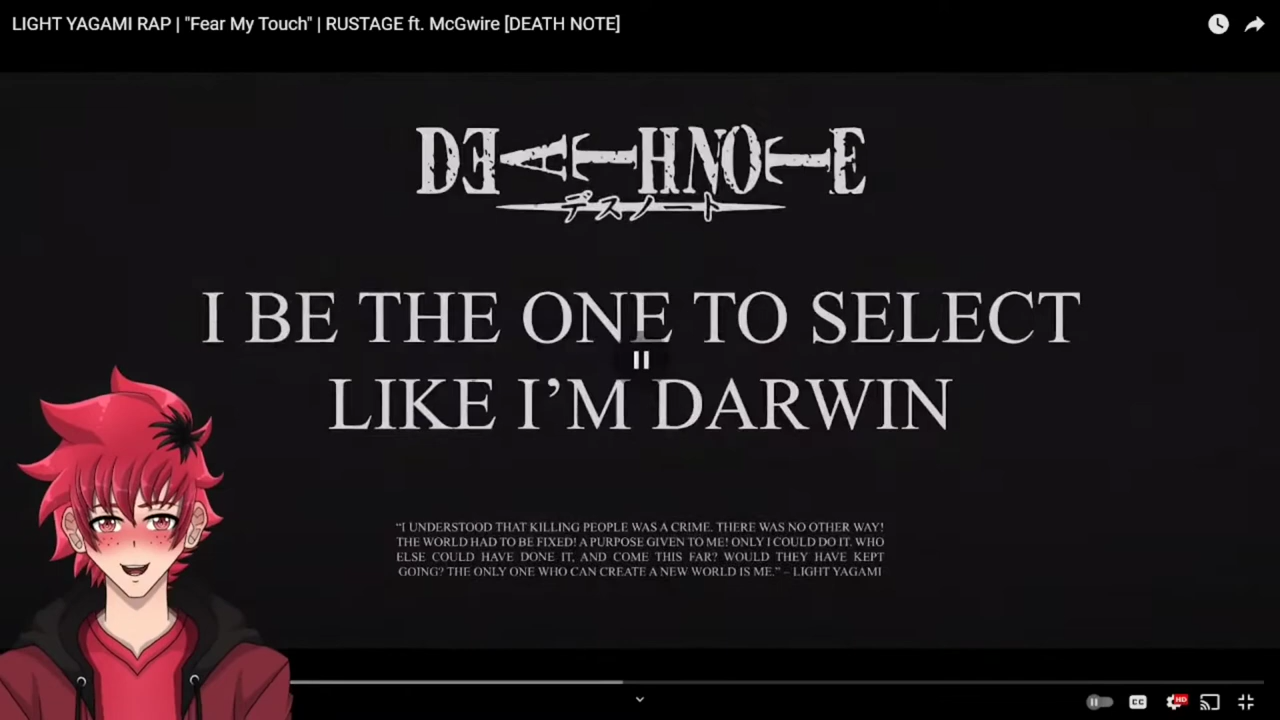 LIGHT YAGAMI RAP | "Fear My Touch" | RUSTAGE ft. McGwire [DEATH NOTE]
DEATH NOTE
デスノート
I BE THE ONE TO SELECT
LIKE I'M DARWIN
“I UNDERSTOOD THAT KILLING PEOPLE WAS A CRIME. THERE WAS NO OTHER WAY!
THE WORLD HAD TO BE FIXED! A PURPOSE GIVEN TO ME! ONLY I COULD DO IT. WHO
ELSE COULD HAVE DONE IT, AND COME THIS FAR? WOULD THEY HAVE KEPT
GOING? THE ONLY ONE WHO CAN CREATE A NEW WORLD IS ME.” – LIGHT YAGAMI
CC
HD